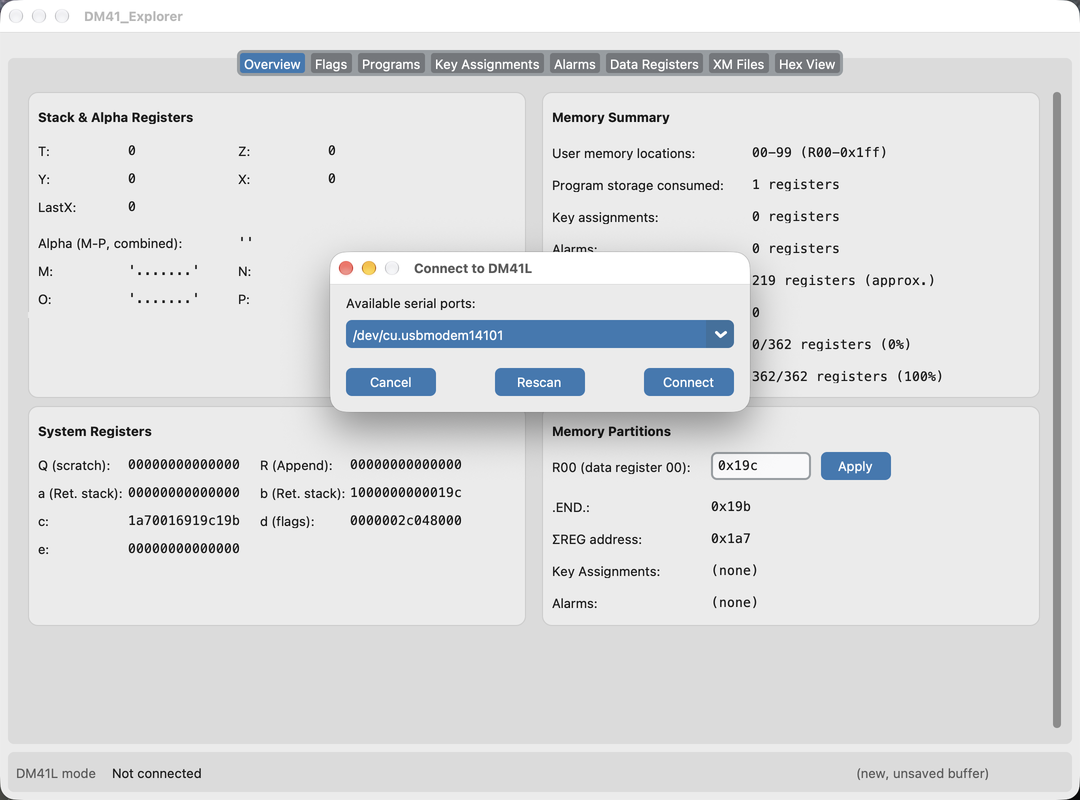 DM41_Explorer
Overview Flags Programs Key Assignments Alarms Data Registers XM Files Hex View
Stack & Alpha Registers
T: 0 Z: 0
Y: 0 X: 0
LastX: 0
Alpha (M-P, combined): ''
M: '.......' N:
O: '.......' P:
Memory Summary
User memory locations: 00-99 (R00-0x1ff)
Program storage consumed: 1 registers
Key assignments: 0 registers
Alarms: 0 registers
219 registers (approx.)
0
0/362 registers (0%)
362/362 registers (100%)
Connect to DM41L
Available serial ports:
/dev/cu.usbmodem14101
Cancel Rescan Connect
System Registers
Q (scratch): 00000000000000 R (Append): 00000000000000
a (Ret. stack): 00000000000000 b (Ret. stack): 1000000000019c
c: 1a70016919c19b d (flags): 0000002c048000
e: 00000000000000
Memory Partitions
R00 (data register 00): 0x19c Apply
.END.: 0x19b
ΣREG address: 0x1a7
Key Assignments: (none)
Alarms: (none)
DM41L mode Not connected (new, unsaved buffer)